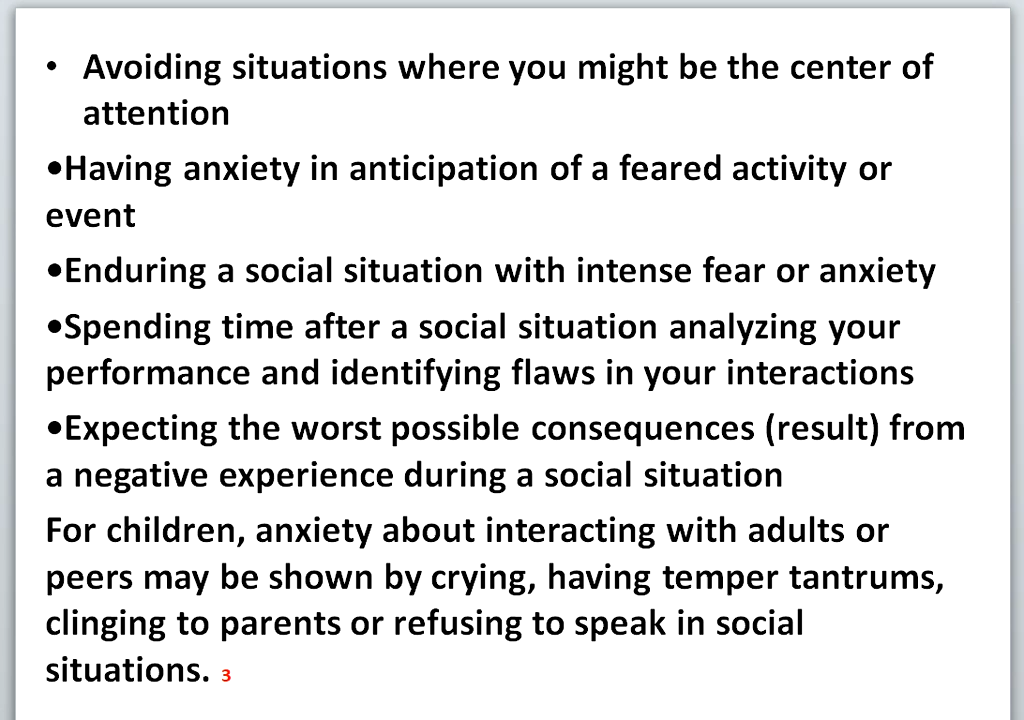 • Avoiding situations where you might be the center of
attention
•Having anxiety in anticipation of a feared activity or
event
•Enduring a social situation with intense fear or anxiety
•Spending time after a social situation analyzing your
performance and identifying flaws in your interactions
•Expecting the worst possible consequences (result) from
a negative experience during a social situation
For children, anxiety about interacting with adults or
peers may be shown by crying, having temper tantrums,
clinging to parents or refusing to speak in social
situations. 3